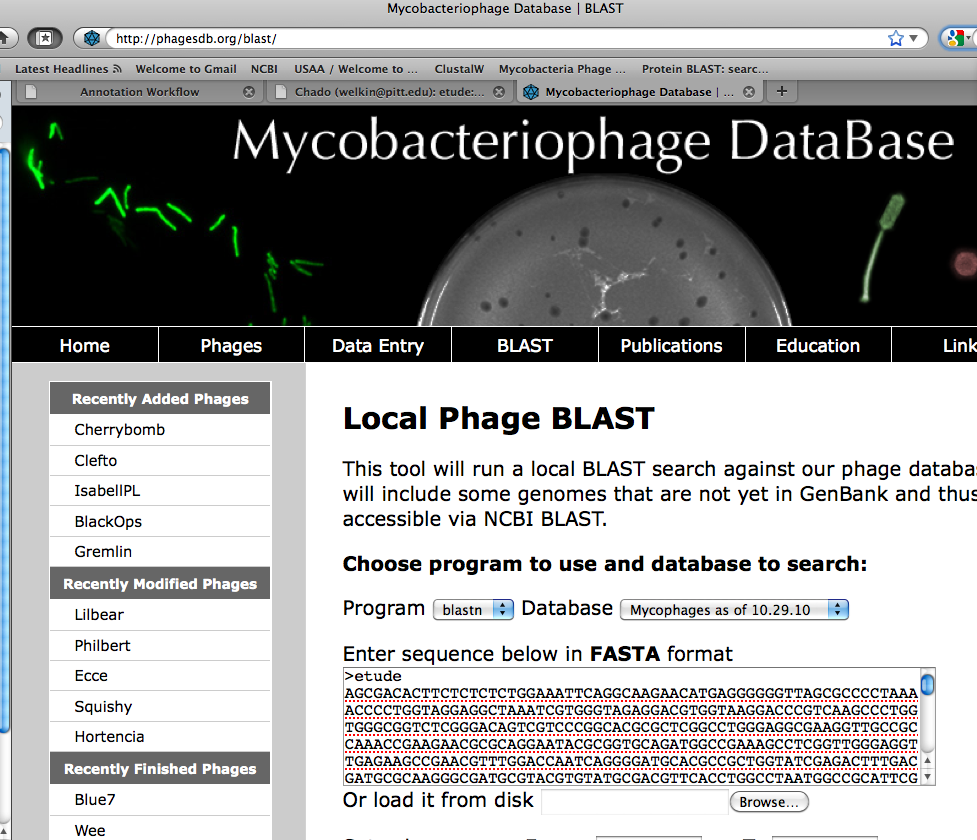 Mycobacteriophage Database | BLAST
http://phagesdb.org/blast/
Latest Headlines Welcome to Gmail NCBI USAA / Welcome to ... ClustalW Mycobacteria Phage ... Protein BLAST: searc...
Annotation Workflow Chado (welkin@pitt.edu): etude:... Mycobacteriophage Database | ... +
Mycobacteriophage DataBase
Home Phages Data Entry BLAST Publications Education Link
Recently Added Phages
Cherrybomb
Clefto
IsabellPL
BlackOps
Gremlin
Recently Modified Phages
Lilbear
Philbert
Ecce
Squishy
Hortencia
Recently Finished Phages
Blue7
Wee
Local Phage BLAST
This tool will run a local BLAST search against our phage databa
will include some genomes that are not yet in GenBank and thus
accessible via NCBI BLAST.
Choose program to use and database to search:
Program blastn Database Mycophages as of 10.29.10
Enter sequence below in FASTA format
>etude
AGCGACACTTCTCTCTCTGGAAATTCAGGCAAGAACATGAGGGGGGTTAGCGCCCCTAAA
ACCCCTGGTAGGAGGCTAAATCGTGGGTAGAGGACGTGGTAAGGACCCGTCAAGCCCTGG
TGGGCGGTCTCGGGACAGTCGTCCCGGCACGCGCTCGGCCTGGGAGGCGAAGGTTGCCGC
CAAACCGAAGAACGCGCAGGAATACGCGGTGCAGATGGCCGAAAGCCTCGGTTGGGAGGT
TGAGAAGCCGAACGTTTGGACCAATCAGGGGATGCACGCCGCTGGTATCGAGACTTTGAC
GATGCGCAAGGGCGATGCGTACGTGTATGCGACGTTCACCTGGCCTAATGGCCGCATTCG
Or load it from disk Browse...